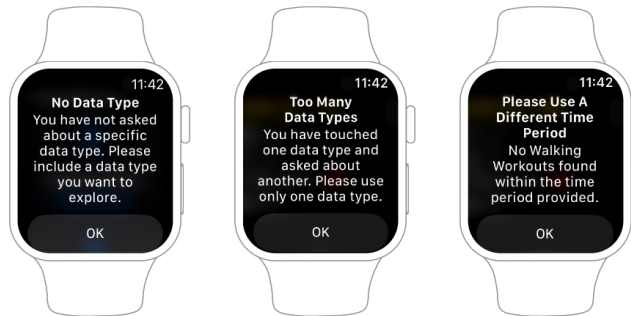 11:42
No Data Type
You have not asked
about a specific
data type. Please
include a data type
you want to
explore.
OK
11:42
Too Many
Data Types
You have touched
one data type and
asked about
another. Please use
only one data type.
OK
11:42
Please Use A
Different Time
Period
No Walking
Workouts found
within the time
period provided.
OK